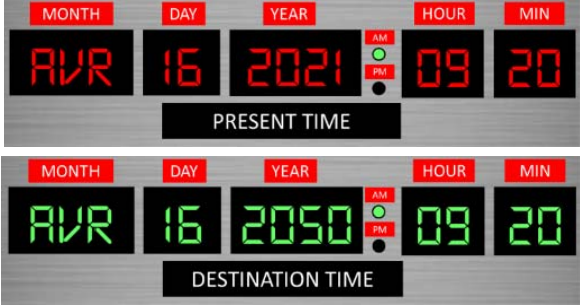 MONTH DAY YEAR HOUR MIN
AM
AVR 16 2021 09 20
PM
PRESENT TIME
MONTH DAY YEAR HOUR MIN
AM
AVR 16 2050 09 20
PM
DESTINATION TIME